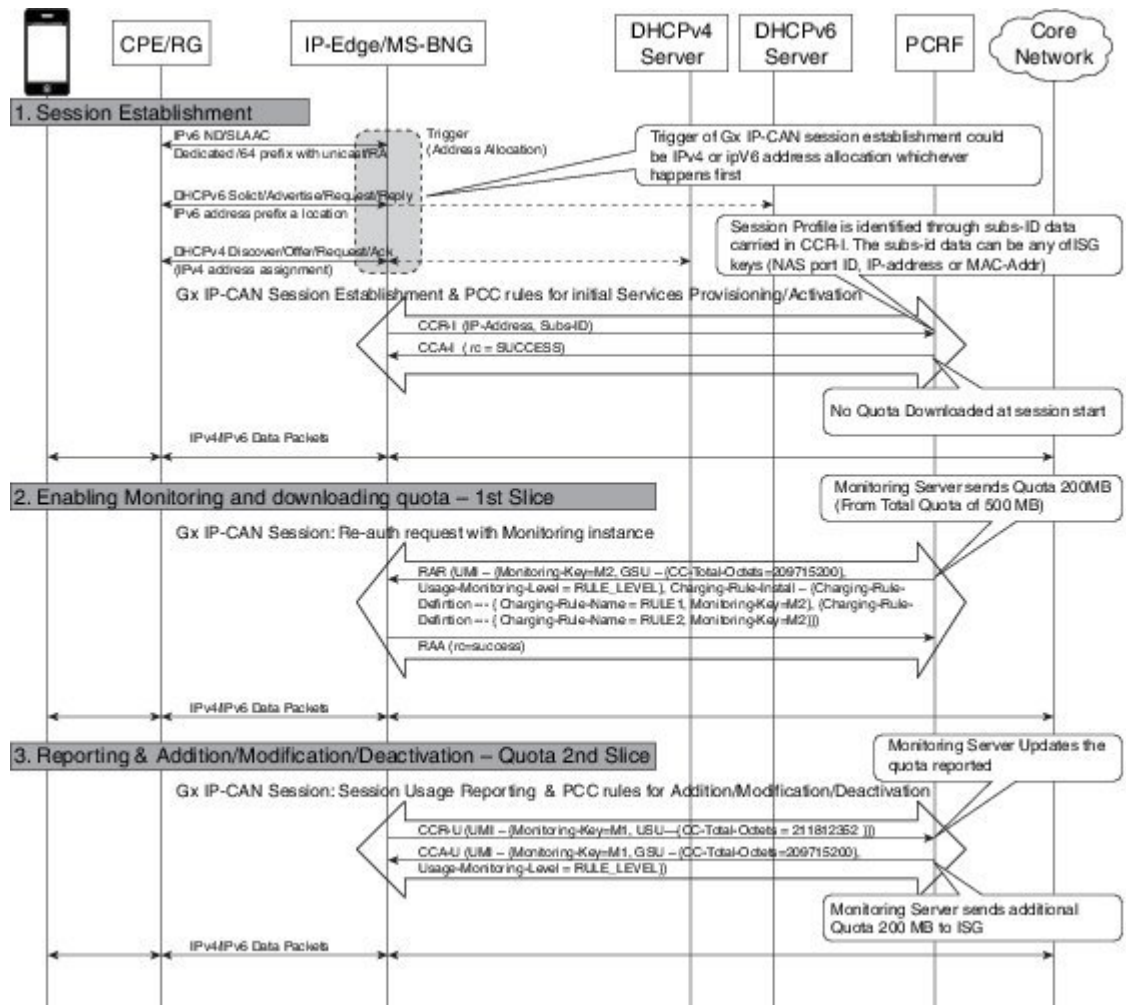 CPE/RG
IP-Edge/MS-BNG
DHCPv4
Server
DHCPv6
Server
PCRF
Core
Network
1. Session Establishment
IPv6 ND/SLAAC
Dedicated /64 prefix with unicast/RA
Trigger
(Address Allocation)
Trigger of Gx IP-CAN session establishment could
be IPv4 or ipV6 address allocation whichever
happens first
DHCPv6 Solict/Advertise/Request/Reply
IPv6 address prefix a location
Session Profile is identified through subs-ID data
carried in CCR-I. The subs-id data can be any of ISG
keys (NAS port ID, IP-address or MAC-Addr)
DHCPv4 Discover/Offer/Request/Ack
(IPv4 address assignment)
Gx IP-CAN Session Establishment & PCC rules for initial Services Provisioning/Activation
CCR-I (IP-Address, Subs-ID)
CCA-I ( rc = SUCCESS)
No Quota Downloaded at session start
IPv4/IPv6 Data Packets
2. Enabling Monitoring and downloading quota – 1st Slice
Monitoring Server sends Quota 200MB
(From Total Quota of 500 MB)
Gx IP-CAN Session: Re-auth request with Monitoring instance
RAR (UMI – (Monitoring-Key=M2, GSU – (CC-Total-Octets=209715200),
Usage-Monitoring-Level = RULE_LEVEL), Charging-Rule-Install – (Charging-Rule-
Defintion --- ( Charging-Rule-Name = RULE1, Monitoring-Key=M2), (Charging-Rule-
Defintion --- ( Charging-Rule-Name = RULE2, Monitoring-Key=M2)))
RAA (rc=success)
IPv4/IPv6 Data Packets
3. Reporting & Addition/Modification/Deactivation – Quota 2nd Slice
Monitoring Server Updates the
quota reported
Gx IP-CAN Session: Session Usage Reporting & PCC rules for Addition/Modification/Deactivation
CCR-U (UMI – (Monitoring-Key=M1, USU—(CC-Total-Octets = 211812352 )))
CCA-U (UMI – (Monitoring-Key=M1, GSU – (CC-Total-Octets=209715200),
Usage-Monitoring-Level = RULE_LEVEL))
Monitoring Server sends additional
Quota 200 MB to ISG
IPv4/IPv6 Data Packets